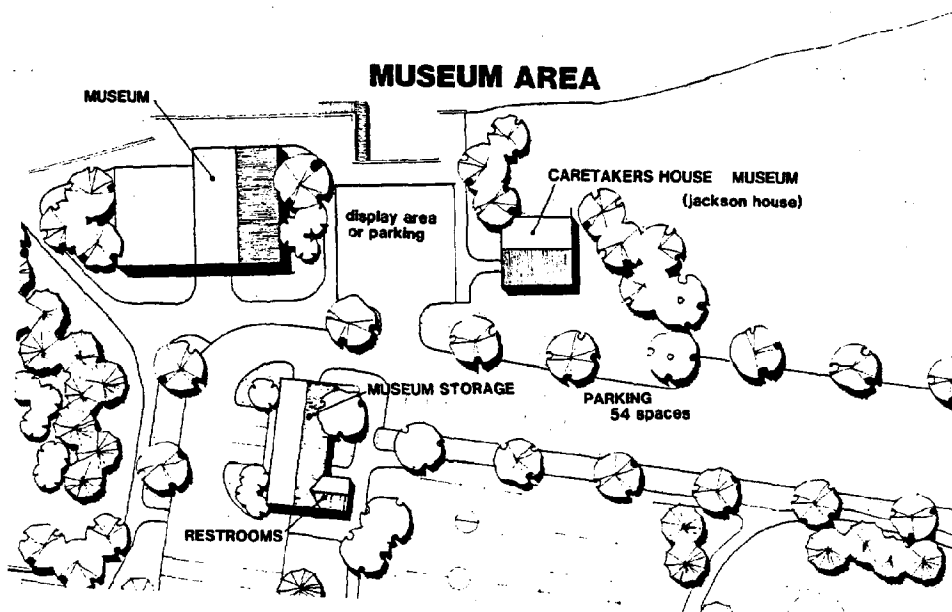 MUSEUM AREA
MUSEUM
CARETAKERS HOUSE MUSEUM
(jackson house)
display area
or parking
MUSEUM STORAGE
PARKING
54 spaces
RESTROOMS